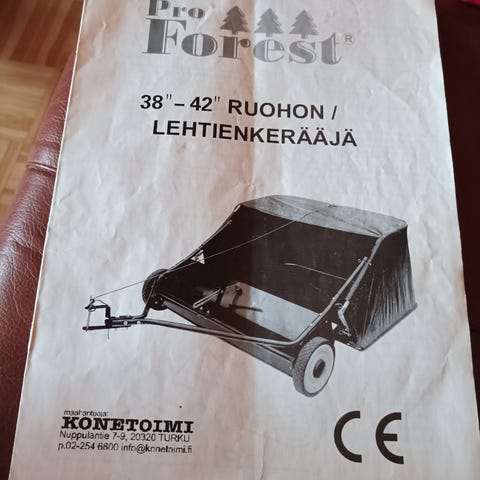 Pro
Forest®
38"– 42" RUOHON /
LEHTIENKERÄÄJÄ
maahantuoja:
KONETOIMI
Nuppulantie 7-9, 20320 TURKU
p.02-254 6600 info@konetoimi.fi
CE